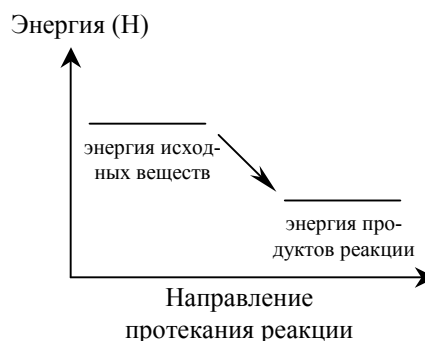 Энергия (H)
энергия исход-
ных веществ
энергия про-
дуктов реакции
Направление
протекания реакции